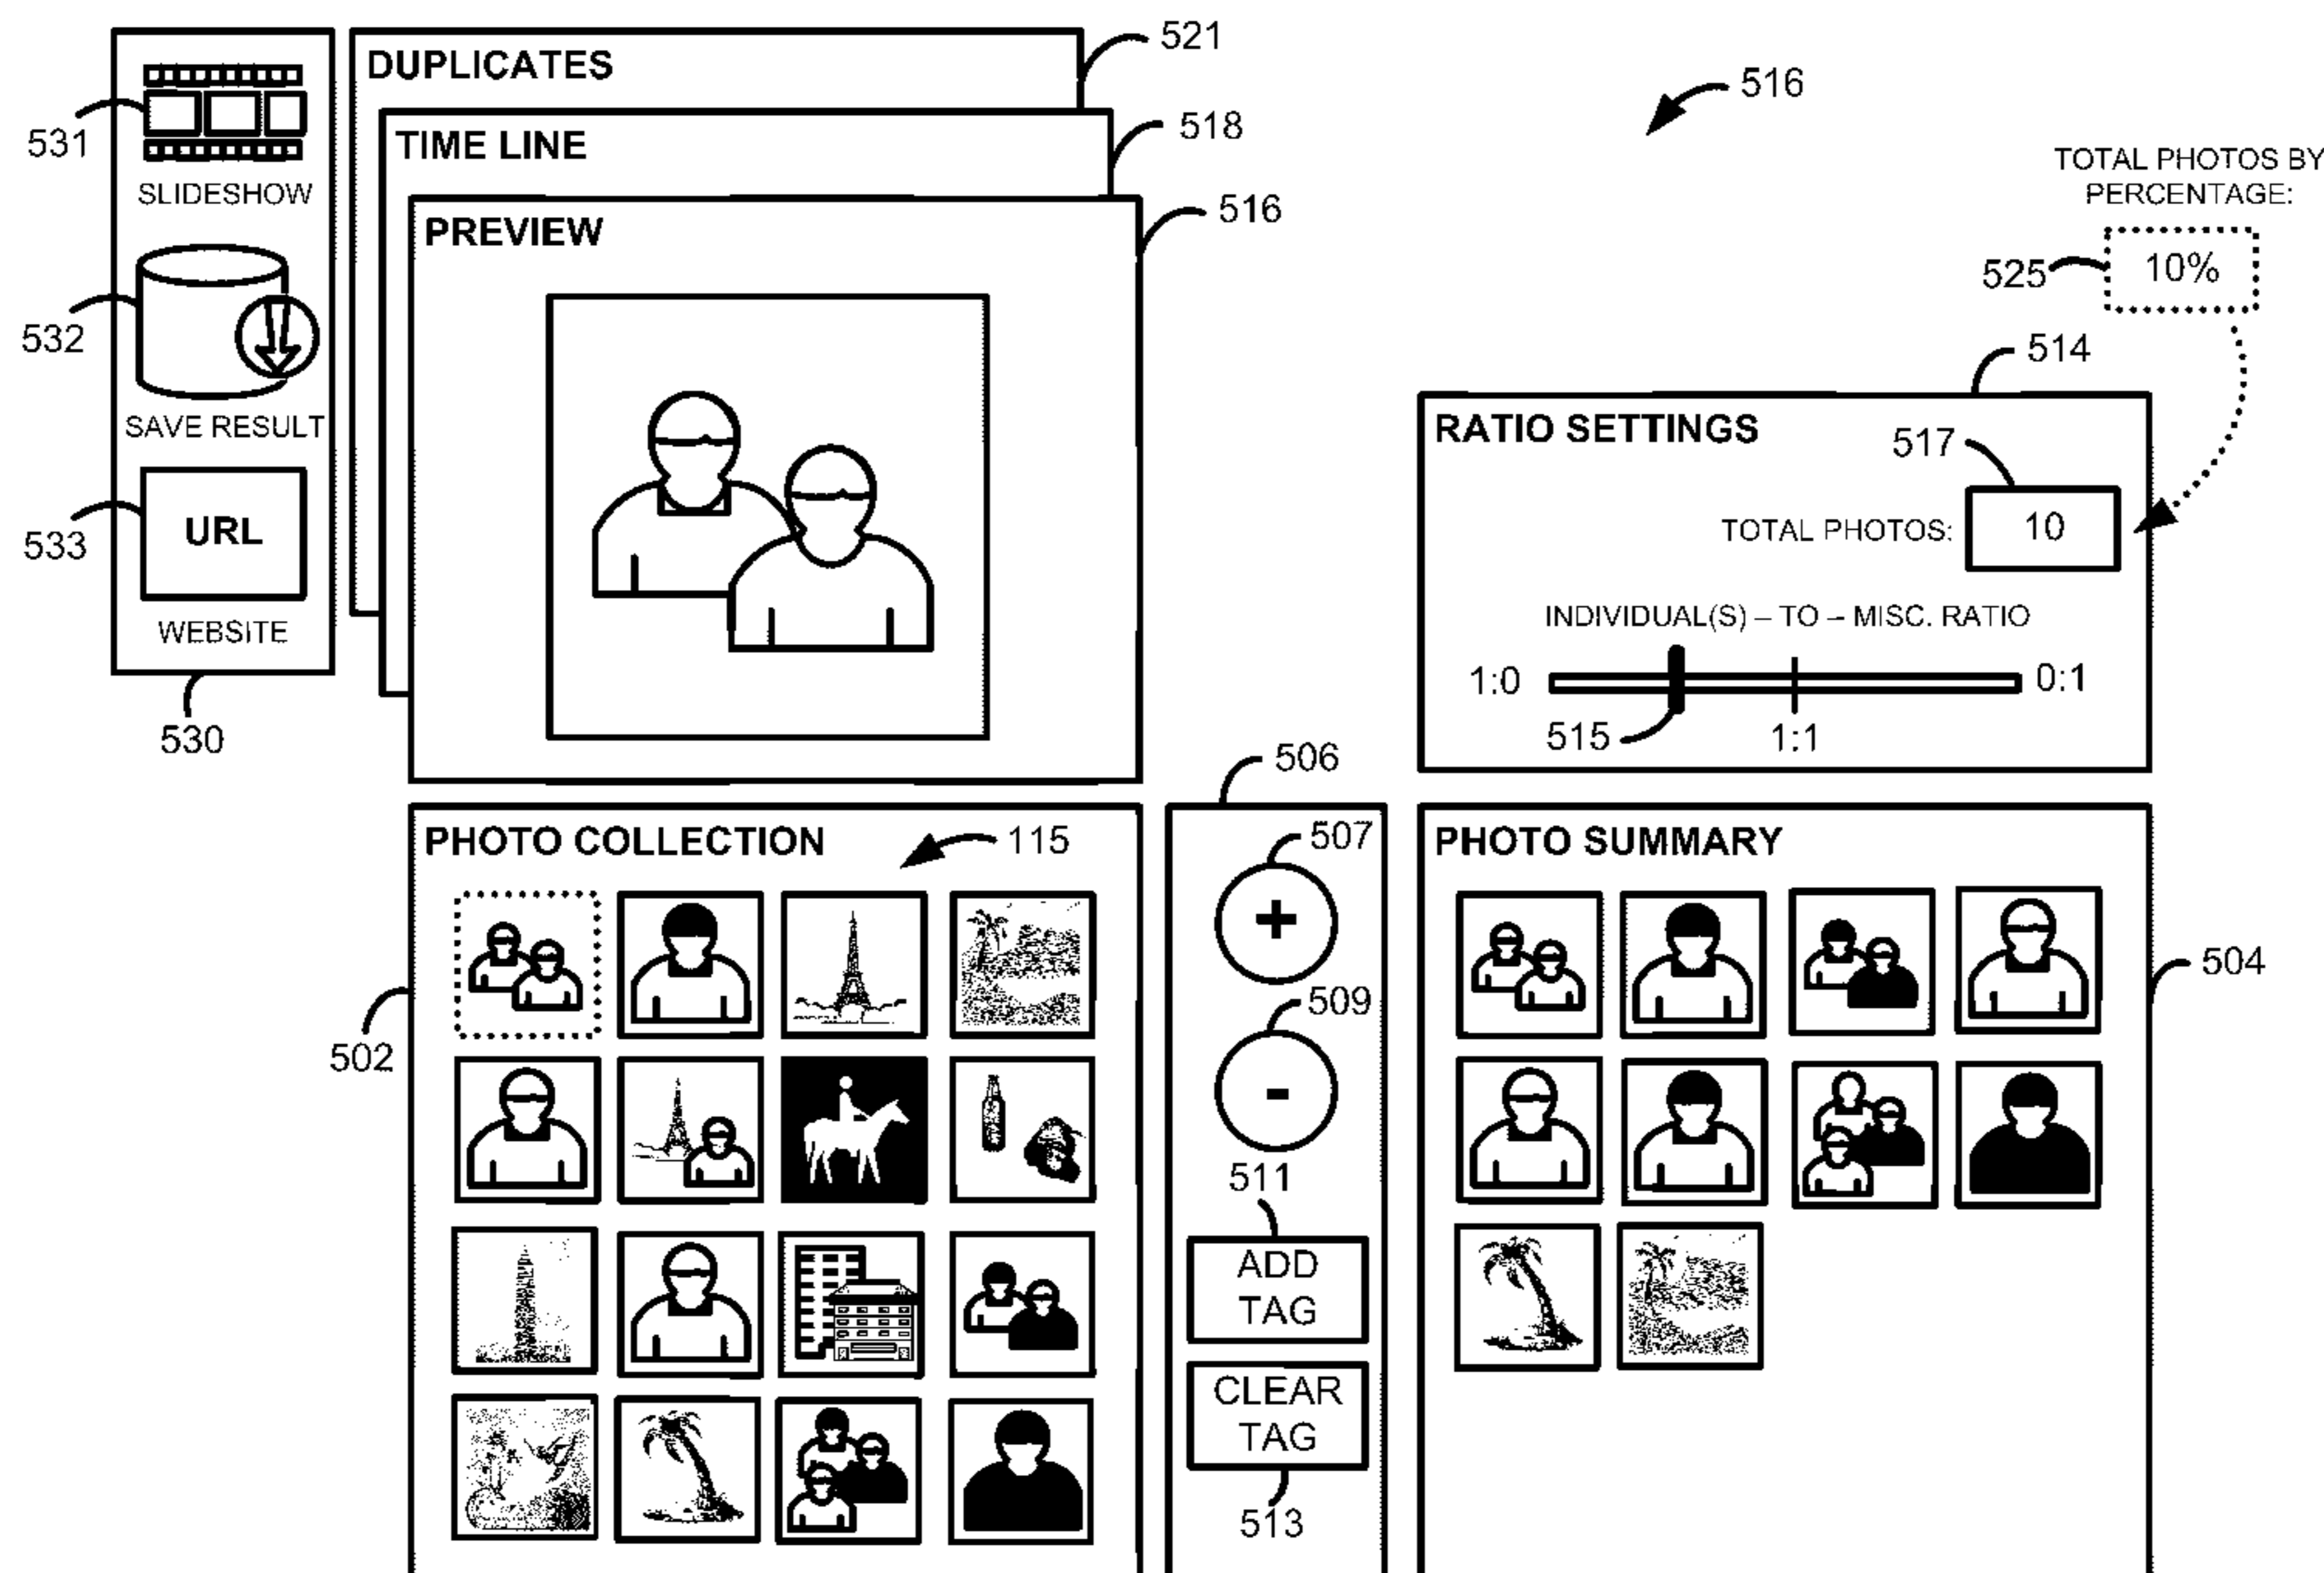 DUPLICATES
521
516
TIME LINE
518
531
SLIDESHOW
TOTAL PHOTOS BY
PERCENTAGE:
PREVIEW
516
525
10%
532
514
SAVE RESULT
RATIO SETTINGS
517
533
URL
TOTAL PHOTOS:
10
WEBSITE
INDIVIDUAL(S) – TO – MISC. RATIO
1:0
0:1
530
515
1:1
506
PHOTO COLLECTION
115
507
+
PHOTO SUMMARY
504
509
502
-
511
ADD
TAG
CLEAR
TAG
513